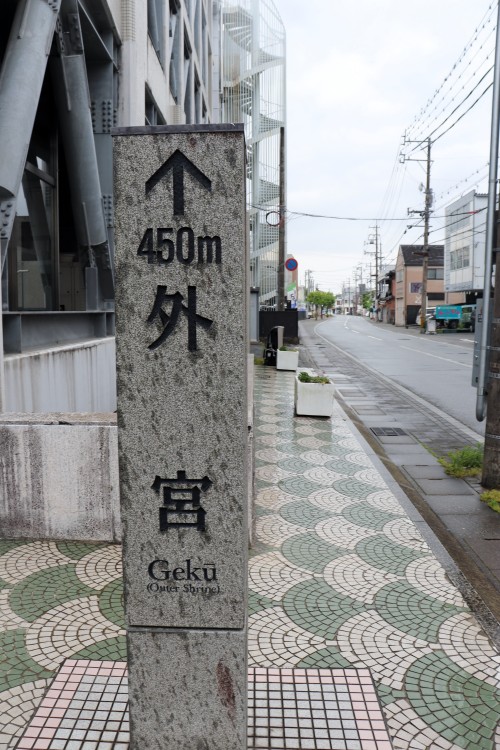 ↑
450m
外
宮
Gekū
(Outer Shrine)